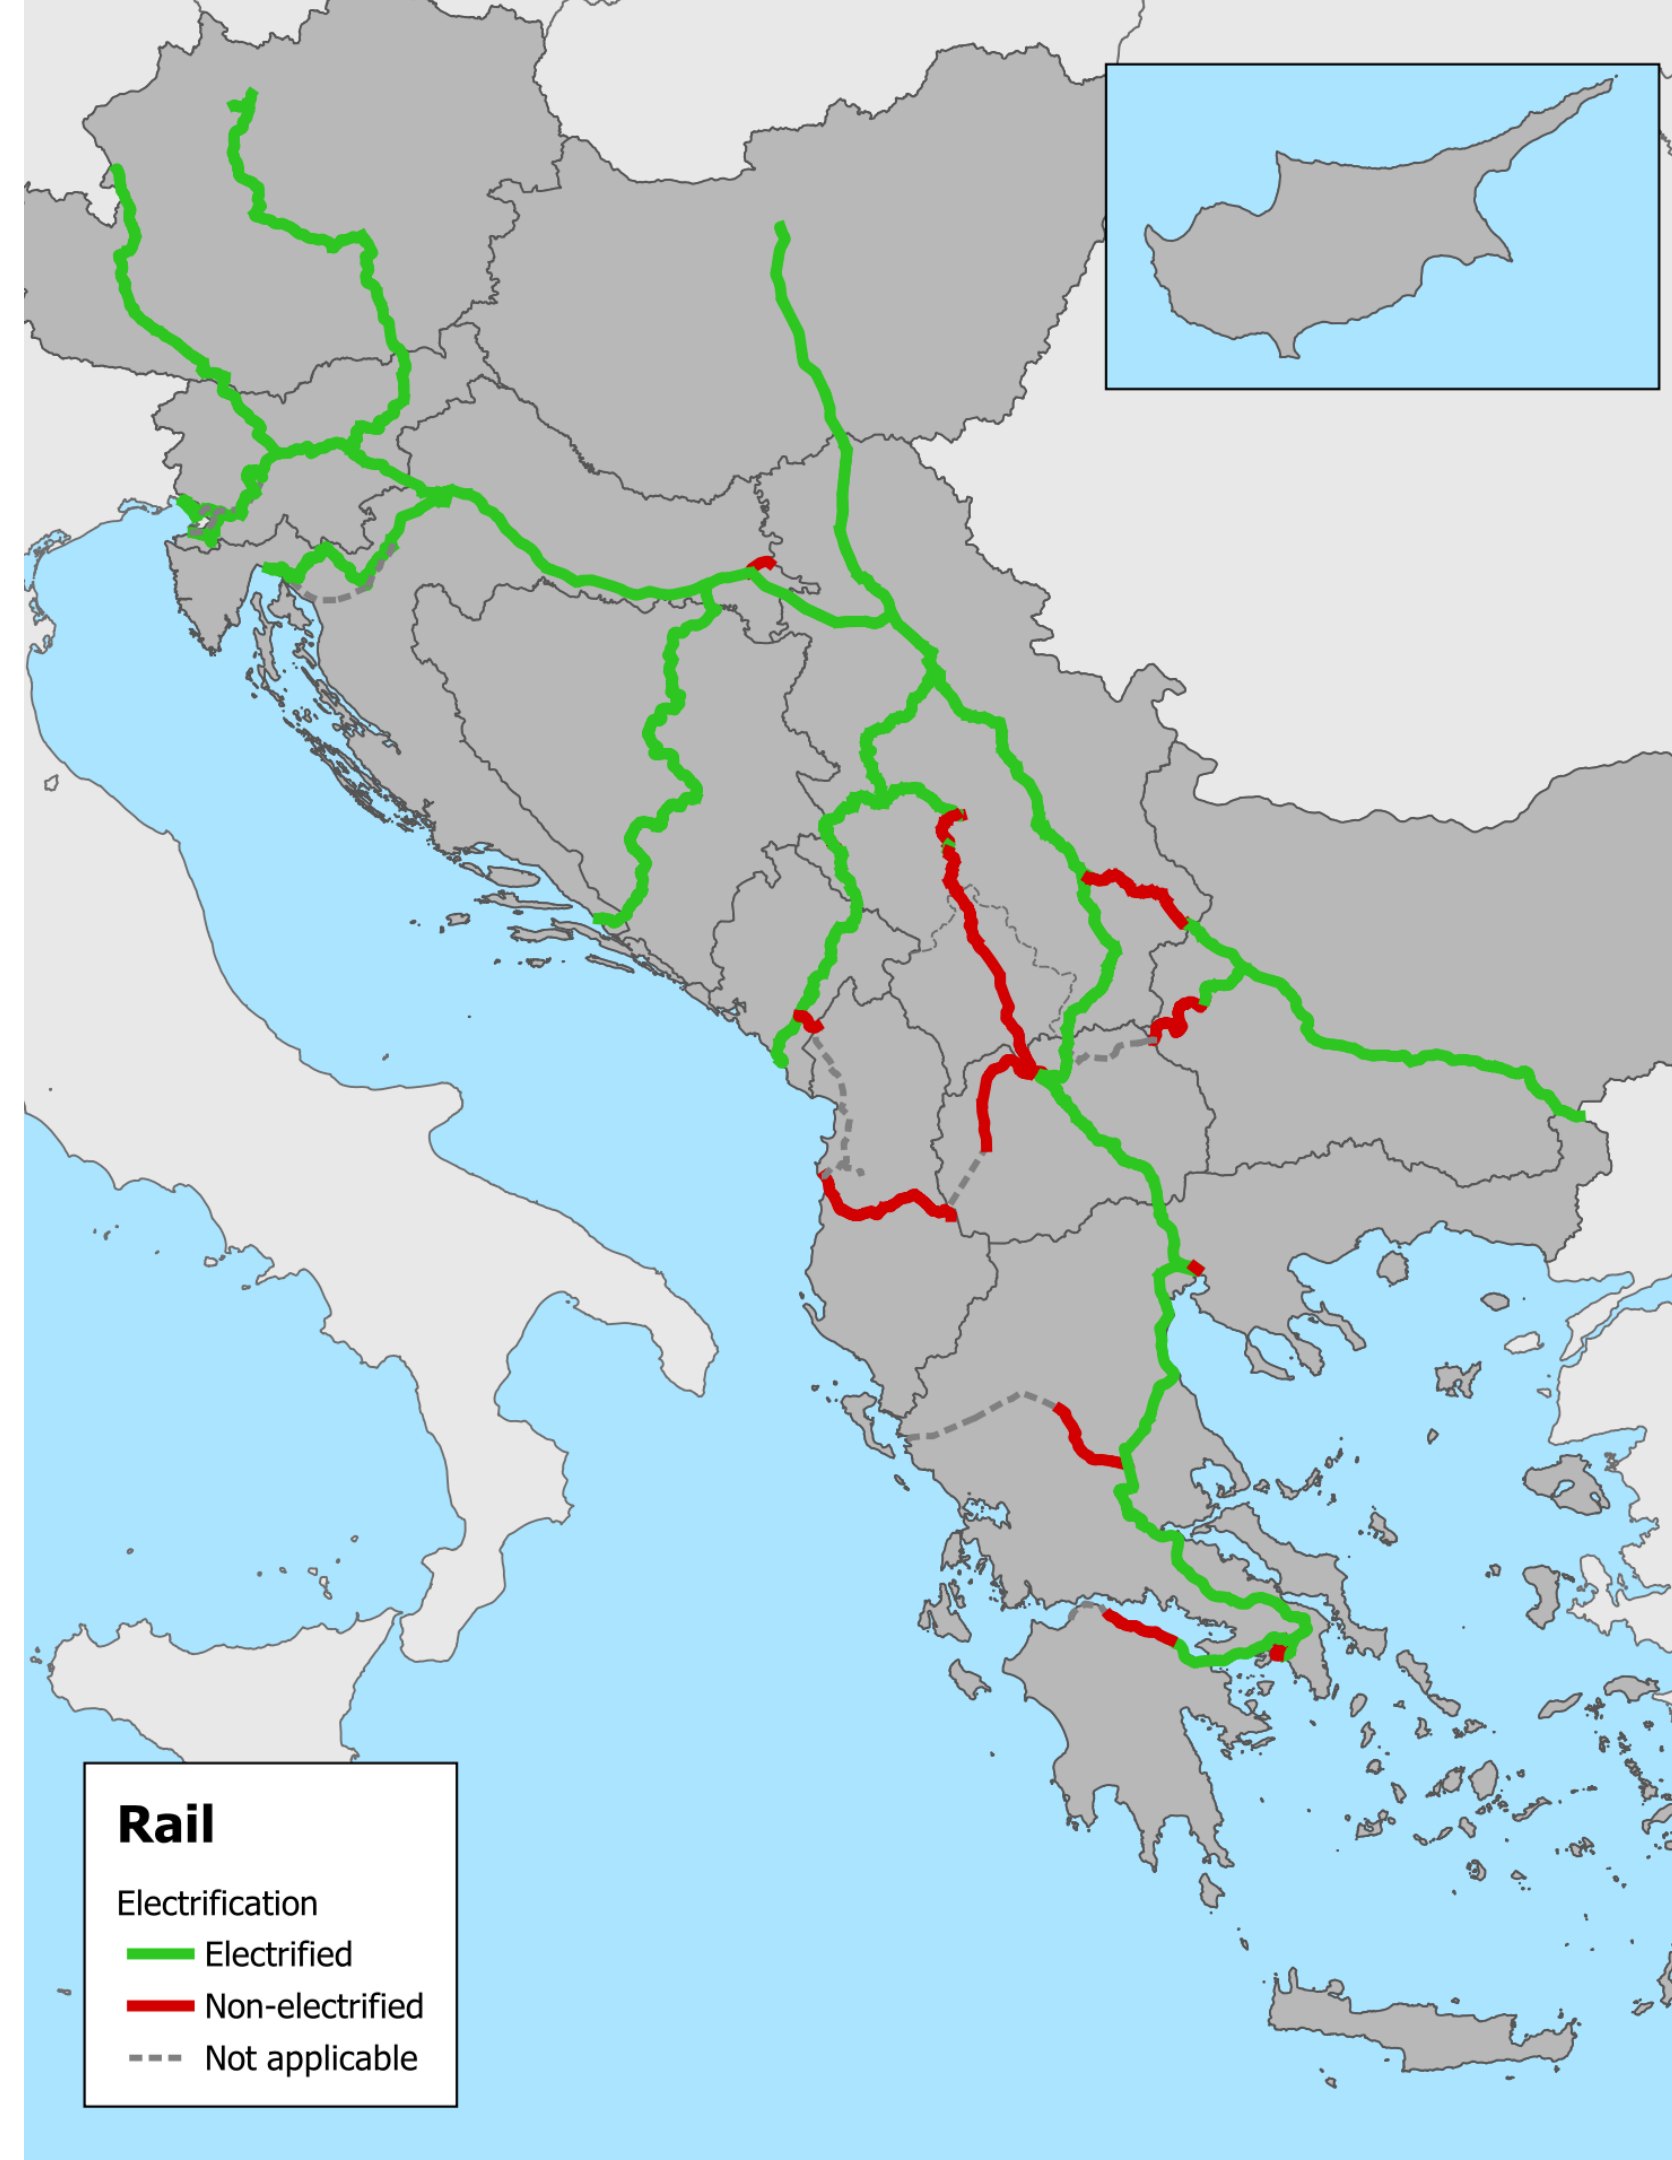 Rail
Electrification
Electrified
Non-electrified
Not applicable